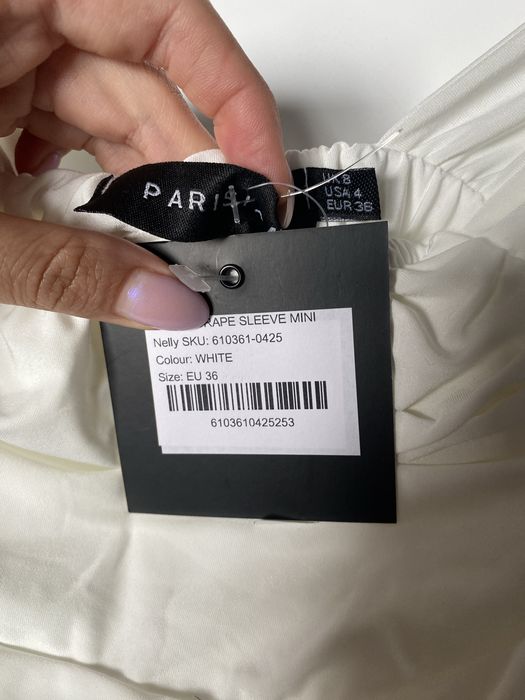 PARIS
UK 8
USA 4
EUR 36
SLEEVE MINI
Nelly SKU: 610361-0425
Colour: WHITE
Size: EU 36
6103610425253